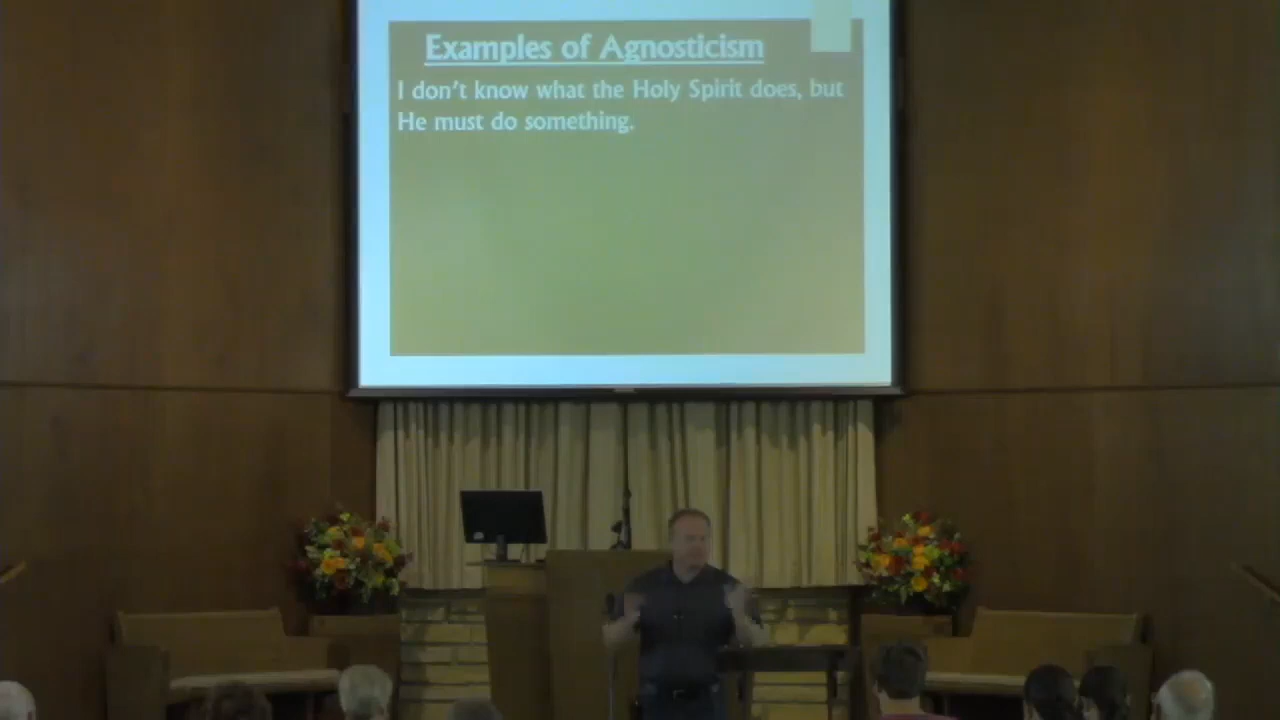 Examples of Agnosticism
I don't know what the Holy Spirit does, but
He must do something.